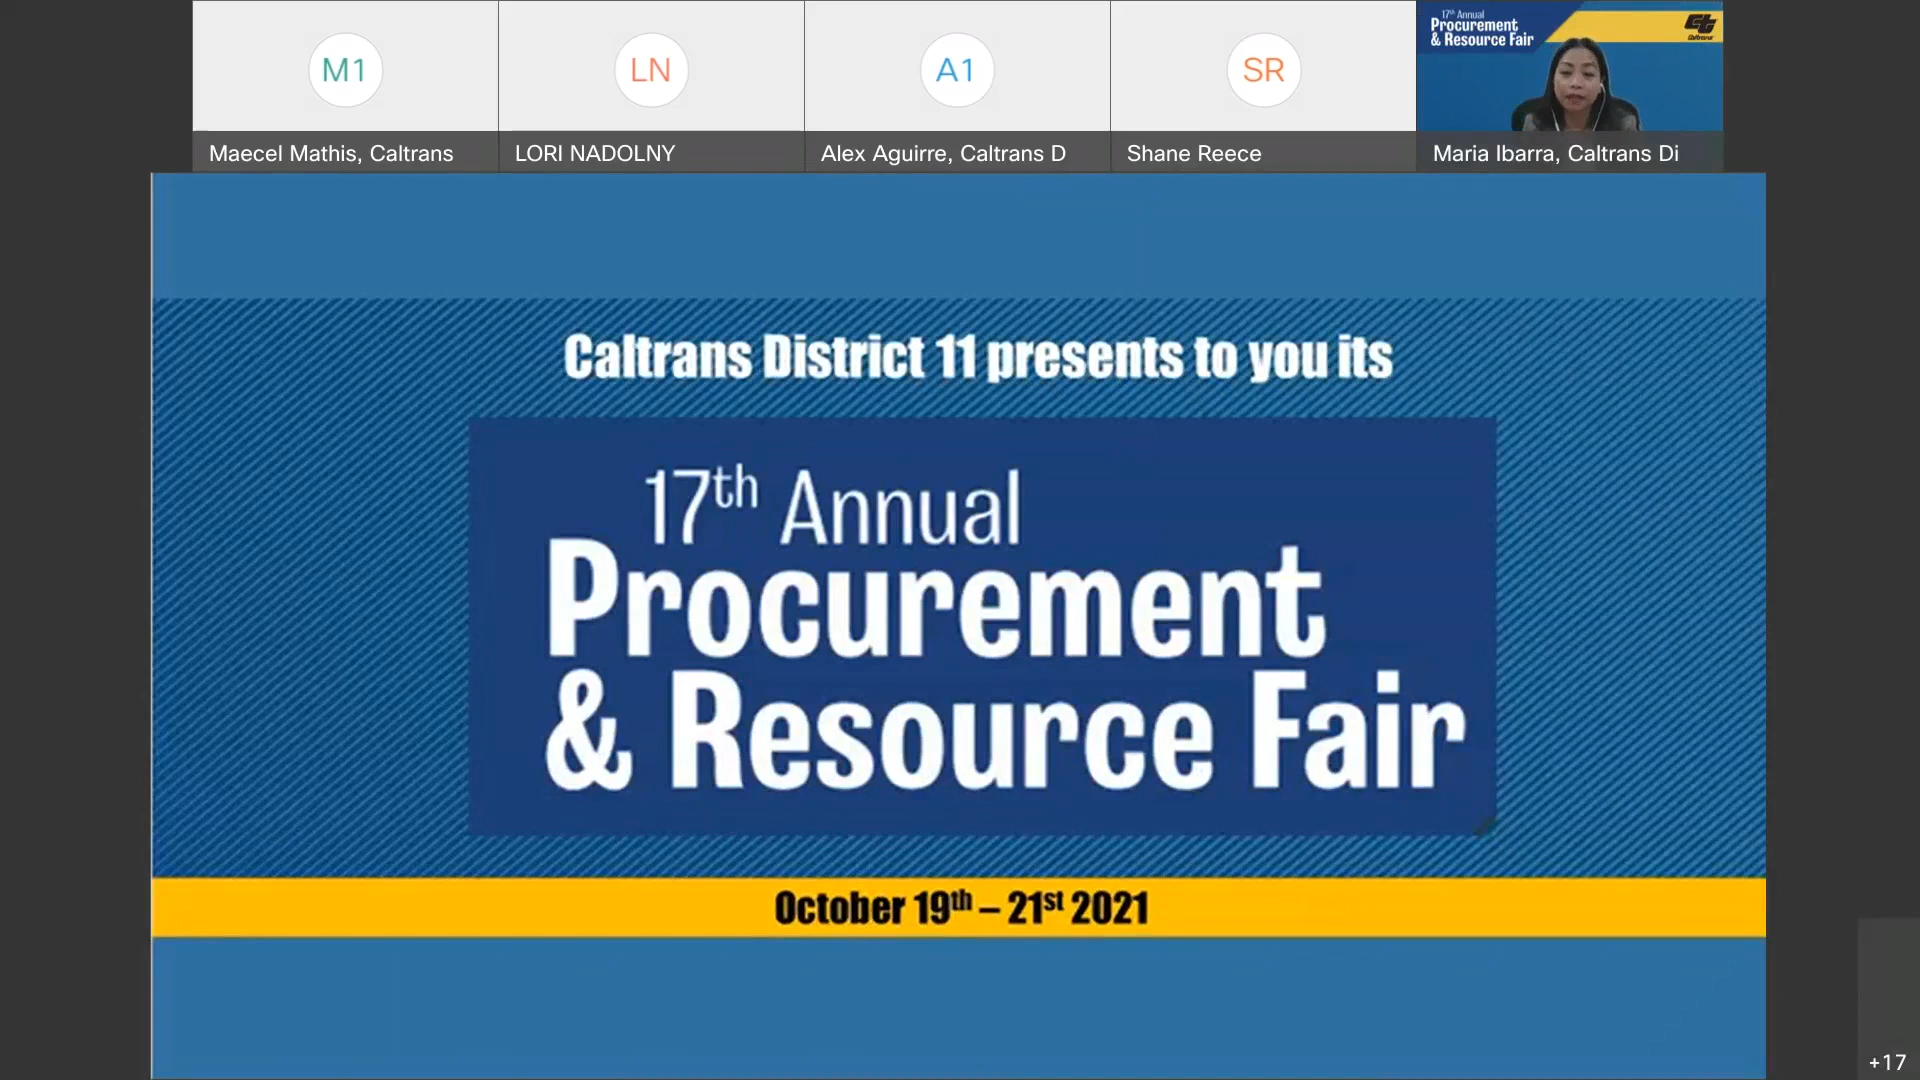 M1
LN
A1
SR
17th Annual
Procurement
& Resource Fair
Caltrans
Maecel Mathis, Caltrans
LORI NADOLNY
Alex Aguirre, Caltrans D
Shane Reece
Maria Ibarra, Caltrans Di
Caltrans District 11 presents to you its
17th Annual
Procurement
& Resource Fair
October 19th – 21st 2021
+17